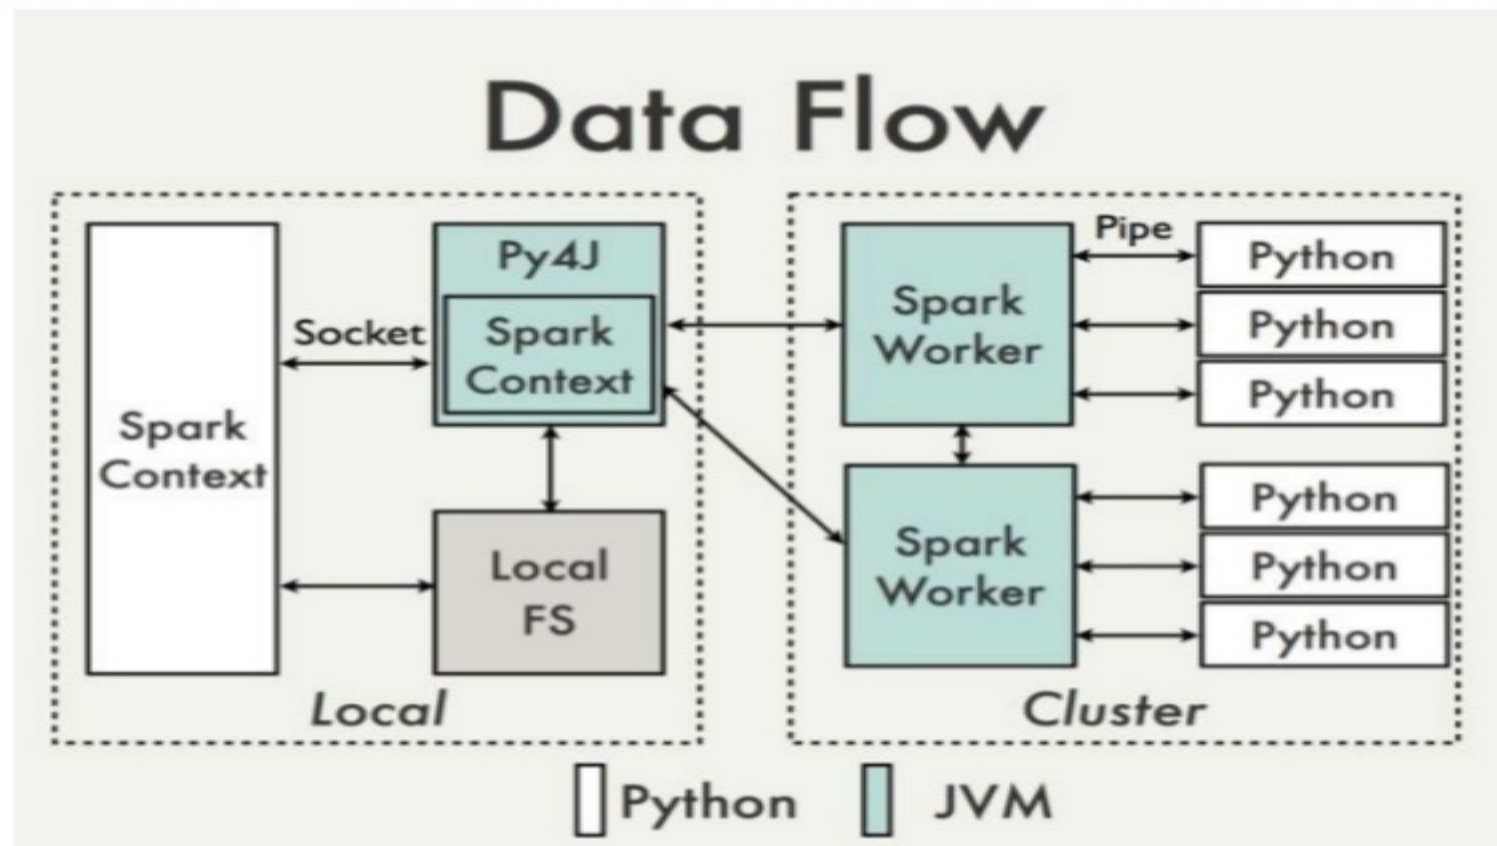 Data Flow
Spark
Context
Socket
Py4J
Spark
Context
Local
FS
Local
Spark
Worker
Pipe
Python
Python
Python
Spark
Worker
Python
Python
Python
Cluster
Python
JVM